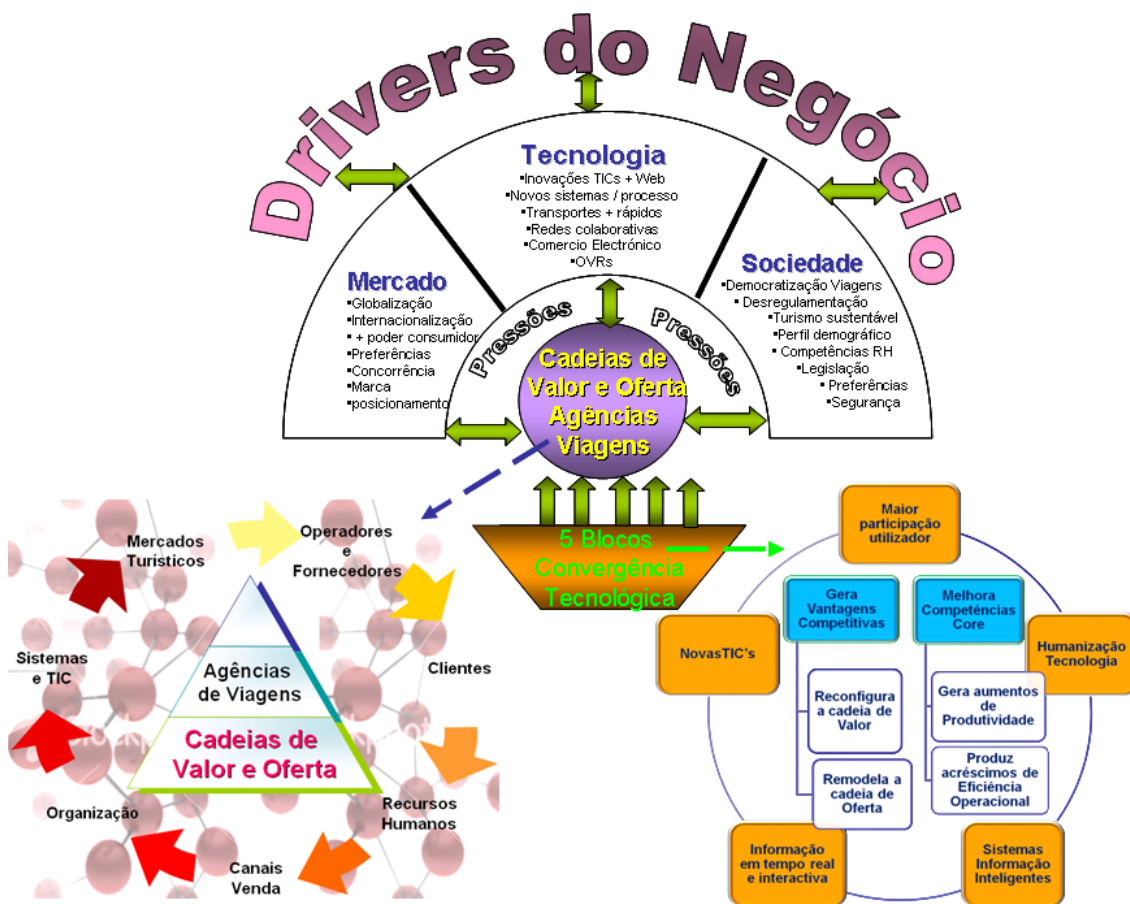 Drivers do Negócio
Tecnologia
▪Inovações TICs + Web
▪Novos sistemas / processo
▪Transportes + rápidos
▪Redes colaborativas
▪Comercio Electrónico
▪OVRs
Mercado
▪Globalização
▪Internacionalização
▪ + poder consumidor
▪Preferências
▪Concorrência
▪Marca
▪posicionamento
Sociedade
▪Democratização Viagens
▪Desregulamentação
▪Turismo sustentável
▪Perfil demográfico
▪Competências RH
▪Legislação
▪Preferências
▪Segurança
Pressões
Pressões
Cadeias de
Valor e Oferta
Agências
Viagens
5 Blocos
Convergência
Tecnológica
Mercados
Turísticos
Operadores
e
Fornecedores
Sistemas
e TIC
Clientes
Agências
de Viagens
Cadeias de
Valor e Oferta
Organização
Recursos
Humanos
Canais
Venda
Maior
participação
utilizador
Gera
Vantagens
Competitivas
Melhora
Competências
Core
NovasTIC's
Humanização
Tecnologia
Reconfigura
a cadeia de
Valor
Gera aumentos
de
Produtividade
Remodela a
cadeia de
Oferta
Produz
acréscimos de
Eficiência
Operacional
Informação
em tempo real
e interactiva
Sistemas
Informação
Inteligentes